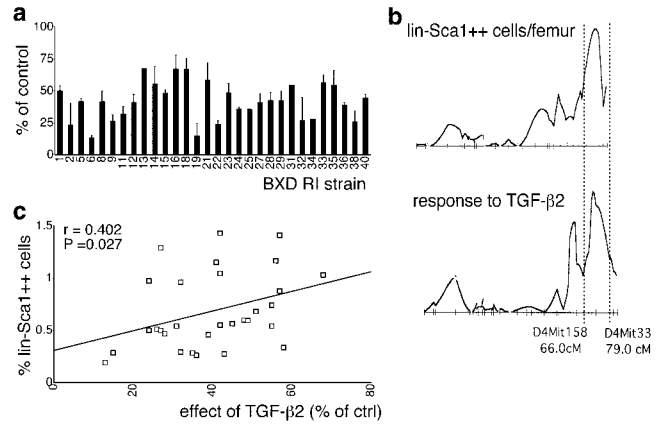 a
% of control
100
75
50
25
0
1 2 5 6 8 9 11 12 13 14 15 16 18 19 21 22 23 24 25 27 28 29 31 32 34 33 35 36 38 40
BXD RI strain
b
lin-Sca1++ cells/femur
response to TGF-β2
D4Mit158 D4Mit33
66.0cM 79.0 cM
c
r = 0.402
P =0.027
% lin-Sca1++ cells
1.5
1
0.5
0
0 20 40 60 80
effect of TGF-β2 (% of ctrl)